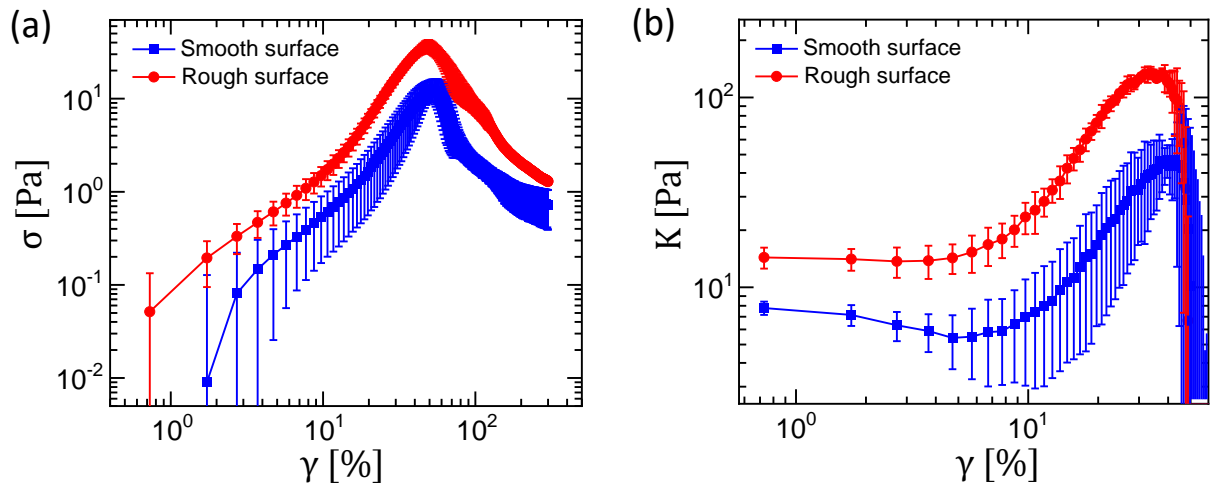 (a)
Smooth surface
Rough surface
σ [Pa]
10^1
10^0
10^-1
10^-2
10^0 10^1 10^2
γ [%]
(b)
Smooth surface
Rough surface
K [Pa]
10^2
10^1
10^0 10^1
γ [%]